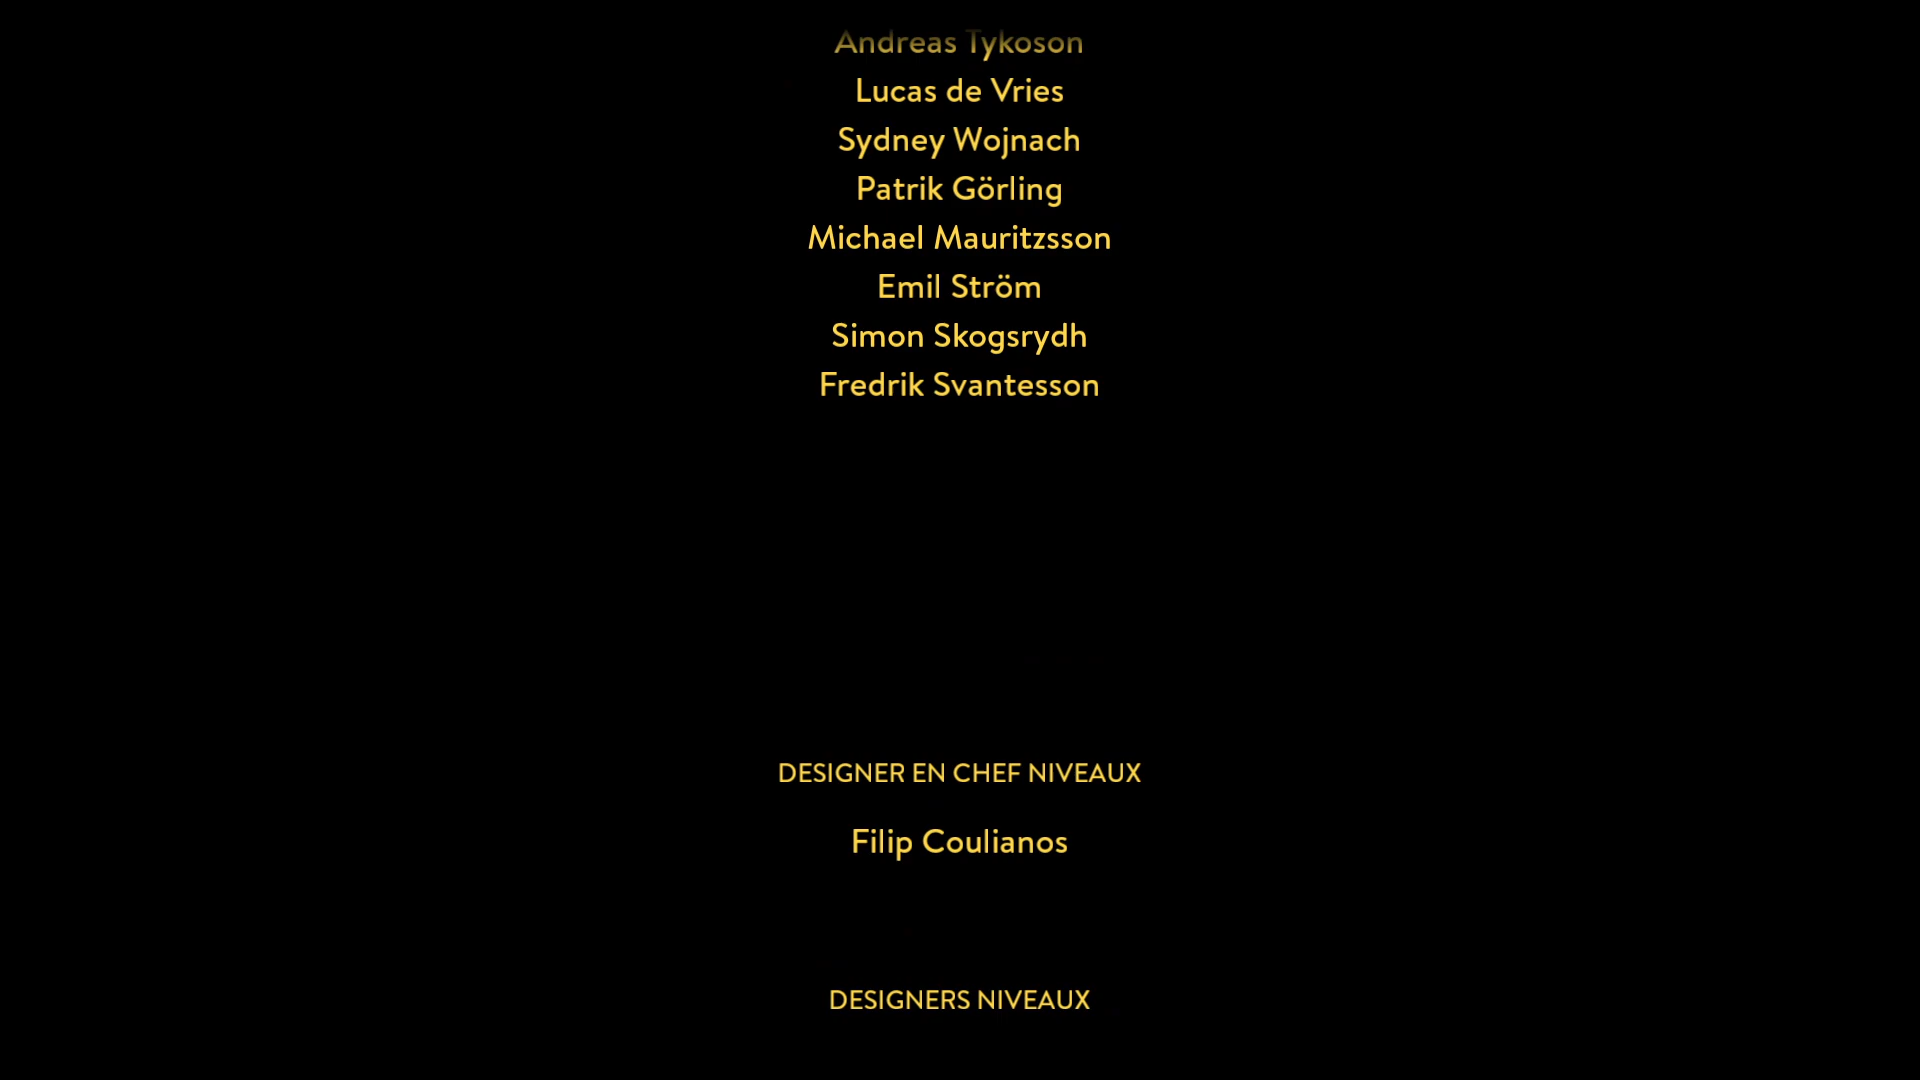 Andreas Tykoson
Lucas de Vries
Sydney Wojnach
Patrik Görling
Michael Mauritzsson
Emil Ström
Simon Skogsrydh
Fredrik Svantesson
DESIGNER EN CHEF NIVEAUX
Filip Coulianos
DESIGNERS NIVEAUX